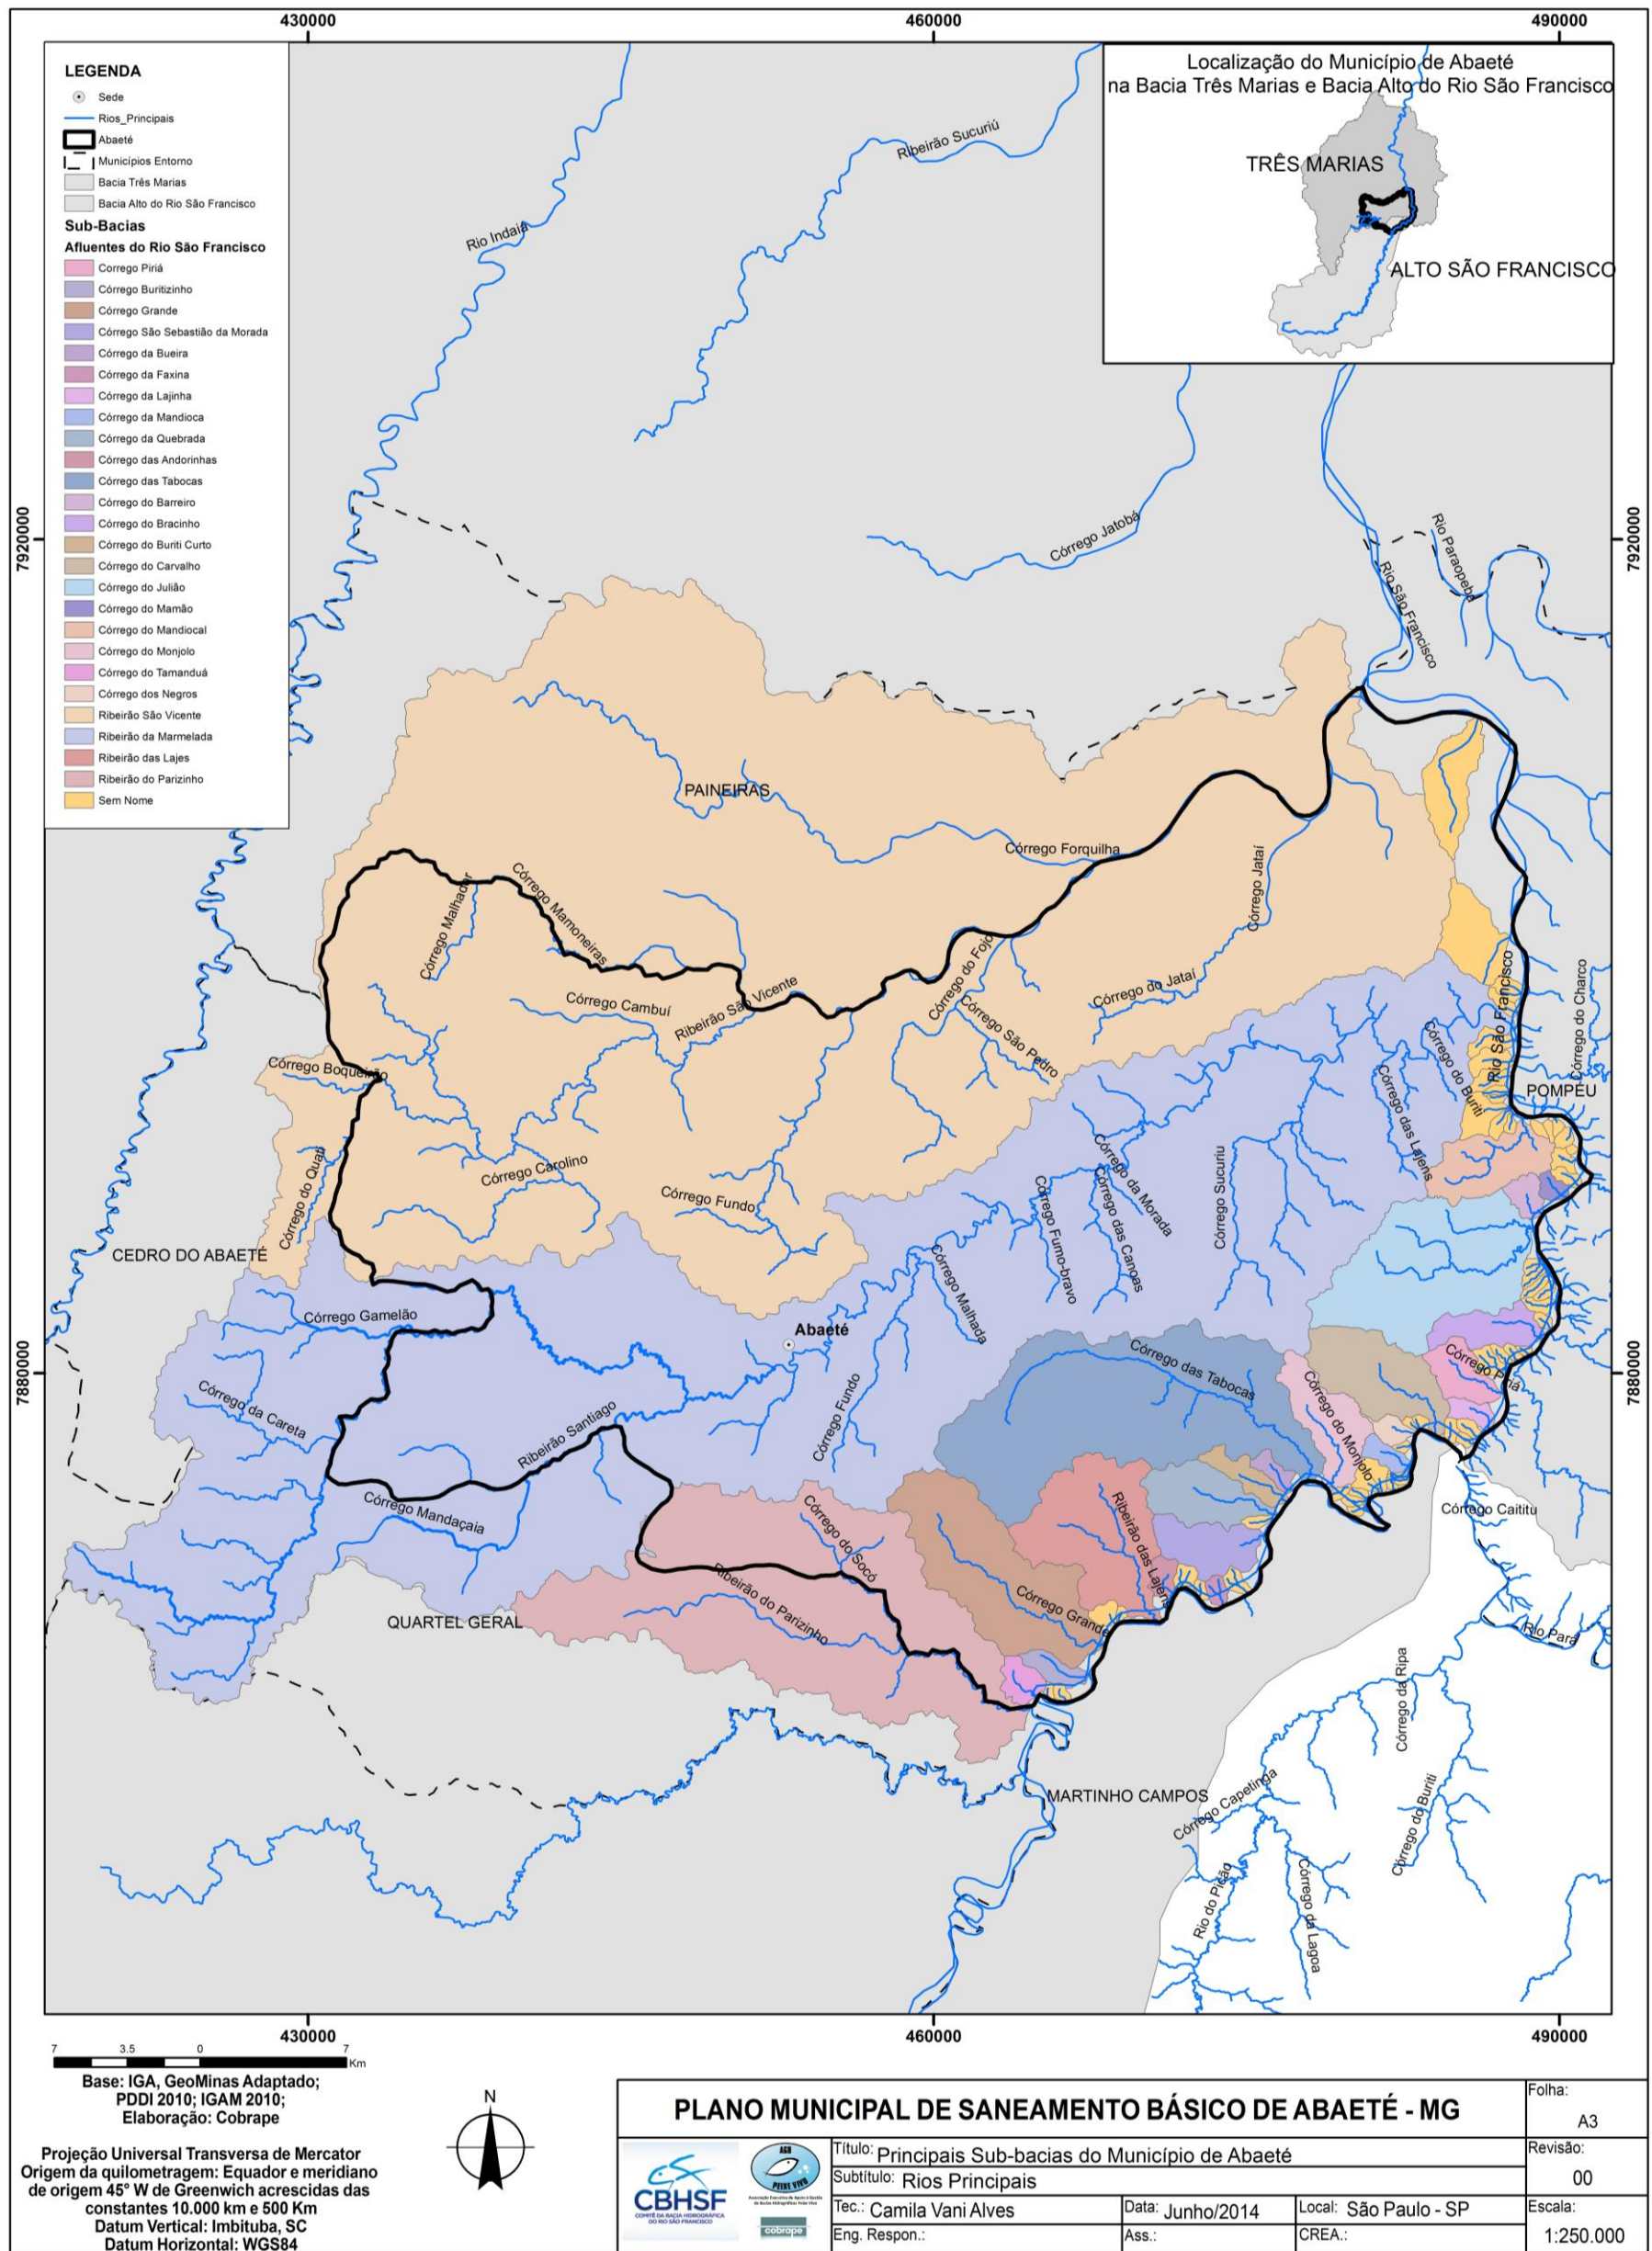 430000
460000
490000
LEGENDA
Sede
Rios_Principais
Abaeté
Municípios Entorno
Bacia Três Marias
Bacia Alto do Rio São Francisco
Sub-Bacias
Afluentes do Rio São Francisco
Corrego Piriá
Córrego Buritizinho
Córrego Grande
Córrego São Sebastião da Morada
Córrego da Bueira
Córrego da Faxina
Córrego da Lajinha
Córrego da Mandioca
Córrego da Quebrada
Córrego das Andorinhas
Córrego das Tabocas
Córrego do Barreiro
Córrego do Bracinho
Córrego do Buriti Curto
Córrego do Carvalho
Córrego do Julião
Córrego do Mamão
Córrego do Mandiocal
Córrego do Monjolo
Córrego do Tamanduá
Córrego dos Negros
Ribeirão São Vicente
Ribeirão da Marmelada
Ribeirão das Lajes
Ribeirão do Parizinho
Sem Nome
Localização do Município de Abaeté
na Bacia Três Marias e Bacia Alto do Rio São Francisco
TRÊS MARIAS
ALTO SÃO FRANCISCO
Ribeirão Sucuriú
Rio Indaiá
7920000
7920000
Córrego Jatobá
Rio Paraopeba
Rio São Francisco
PAINEIRAS
Córrego Forquilha
Córrego Jataí
Córrego Malhador
Córrego Mamoneiras
Córrego do Fojo
Córrego do Jataí
Córrego Cambuí
Ribeirão São Vicente
Córrego São Pedro
Rio São Francisco
Córrego do Charco
Córrego Boqueirão
Córrego do Buriti
POMPÉU
Córrego das Lajens
Córrego do Quati
Córrego Carolino
Córrego Fundo
Córrego da Morada
Córrego das Canoas
Córrego Fumo-bravo
Córrego Sucuriu
CEDRO DO ABAETÉ
Córrego Malhada
Córrego Gamelão
Abaeté
7880000
7880000
Córrego das Tabocas
Córrego Piriá
Córrego da Careta
Ribeirão Santiago
Córrego Fundo
Córrego do Monjolo
Córrego Mandaçaia
Córrego do Socó
Ribeirão das Lajens
Córrego Caititu
Ribeirão do Parizinho
Córrego Grande
QUARTEL GERAL
Rio Pará
Córrego da Ripa
MARTINHO CAMPOS
Córrego Capetinga
Córrego do Buriti
Rio do Picão
Córrego da Lagoa
430000
460000
490000
7
3.5
0
7
Km
Base: IGA, GeoMinas Adaptado;
PDDI 2010; IGAM 2010;
Elaboração: Cobrape
N
Projeção Universal Transversa de Mercator
Origem da quilometragem: Equador e meridiano
de origem 45° W de Greenwich acrescidas das
constantes 10.000 km e 500 Km
Datum Vertical: Imbituba, SC
Datum Horizontal: WGS84
PLANO MUNICIPAL DE SANEAMENTO BÁSICO DE ABAETÉ - MG
Folha:
A3
CBHSF
COMITÊ DA BACIA HIDROGRÁFICA
DO RIO SÃO FRANCISCO
AGB
PEIXE VIVO
cobrape
Título: Principais Sub-bacias do Município de Abaeté
Revisão:
00
Subtítulo: Rios Principais
Tec.: Camila Vani Alves
Data: Junho/2014
Local: São Paulo - SP
Escala:
1:250.000
Eng. Respon.:
Ass.:
CREA.: